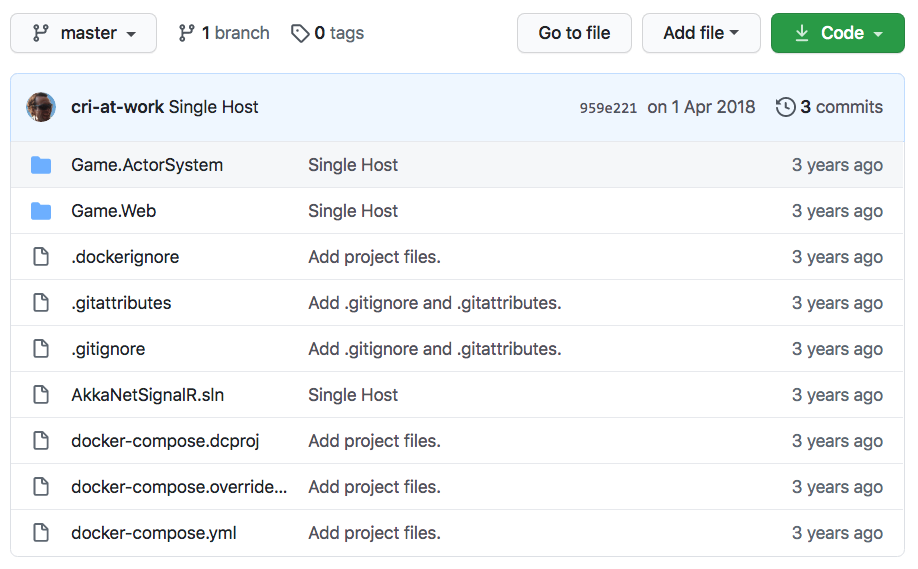 master 1 branch 0 tags Go to file Add file Code
cri-at-work Single Host 959e221 on 1 Apr 2018 3 commits
Game.ActorSystem Single Host 3 years ago
Game.Web Single Host 3 years ago
.dockerignore Add project files. 3 years ago
.gitattributes Add .gitignore and .gitattributes. 3 years ago
.gitignore Add .gitignore and .gitattributes. 3 years ago
AkkaNetSignalR.sln Single Host 3 years ago
docker-compose.dcproj Add project files. 3 years ago
docker-compose.override... Add project files. 3 years ago
docker-compose.yml Add project files. 3 years ago